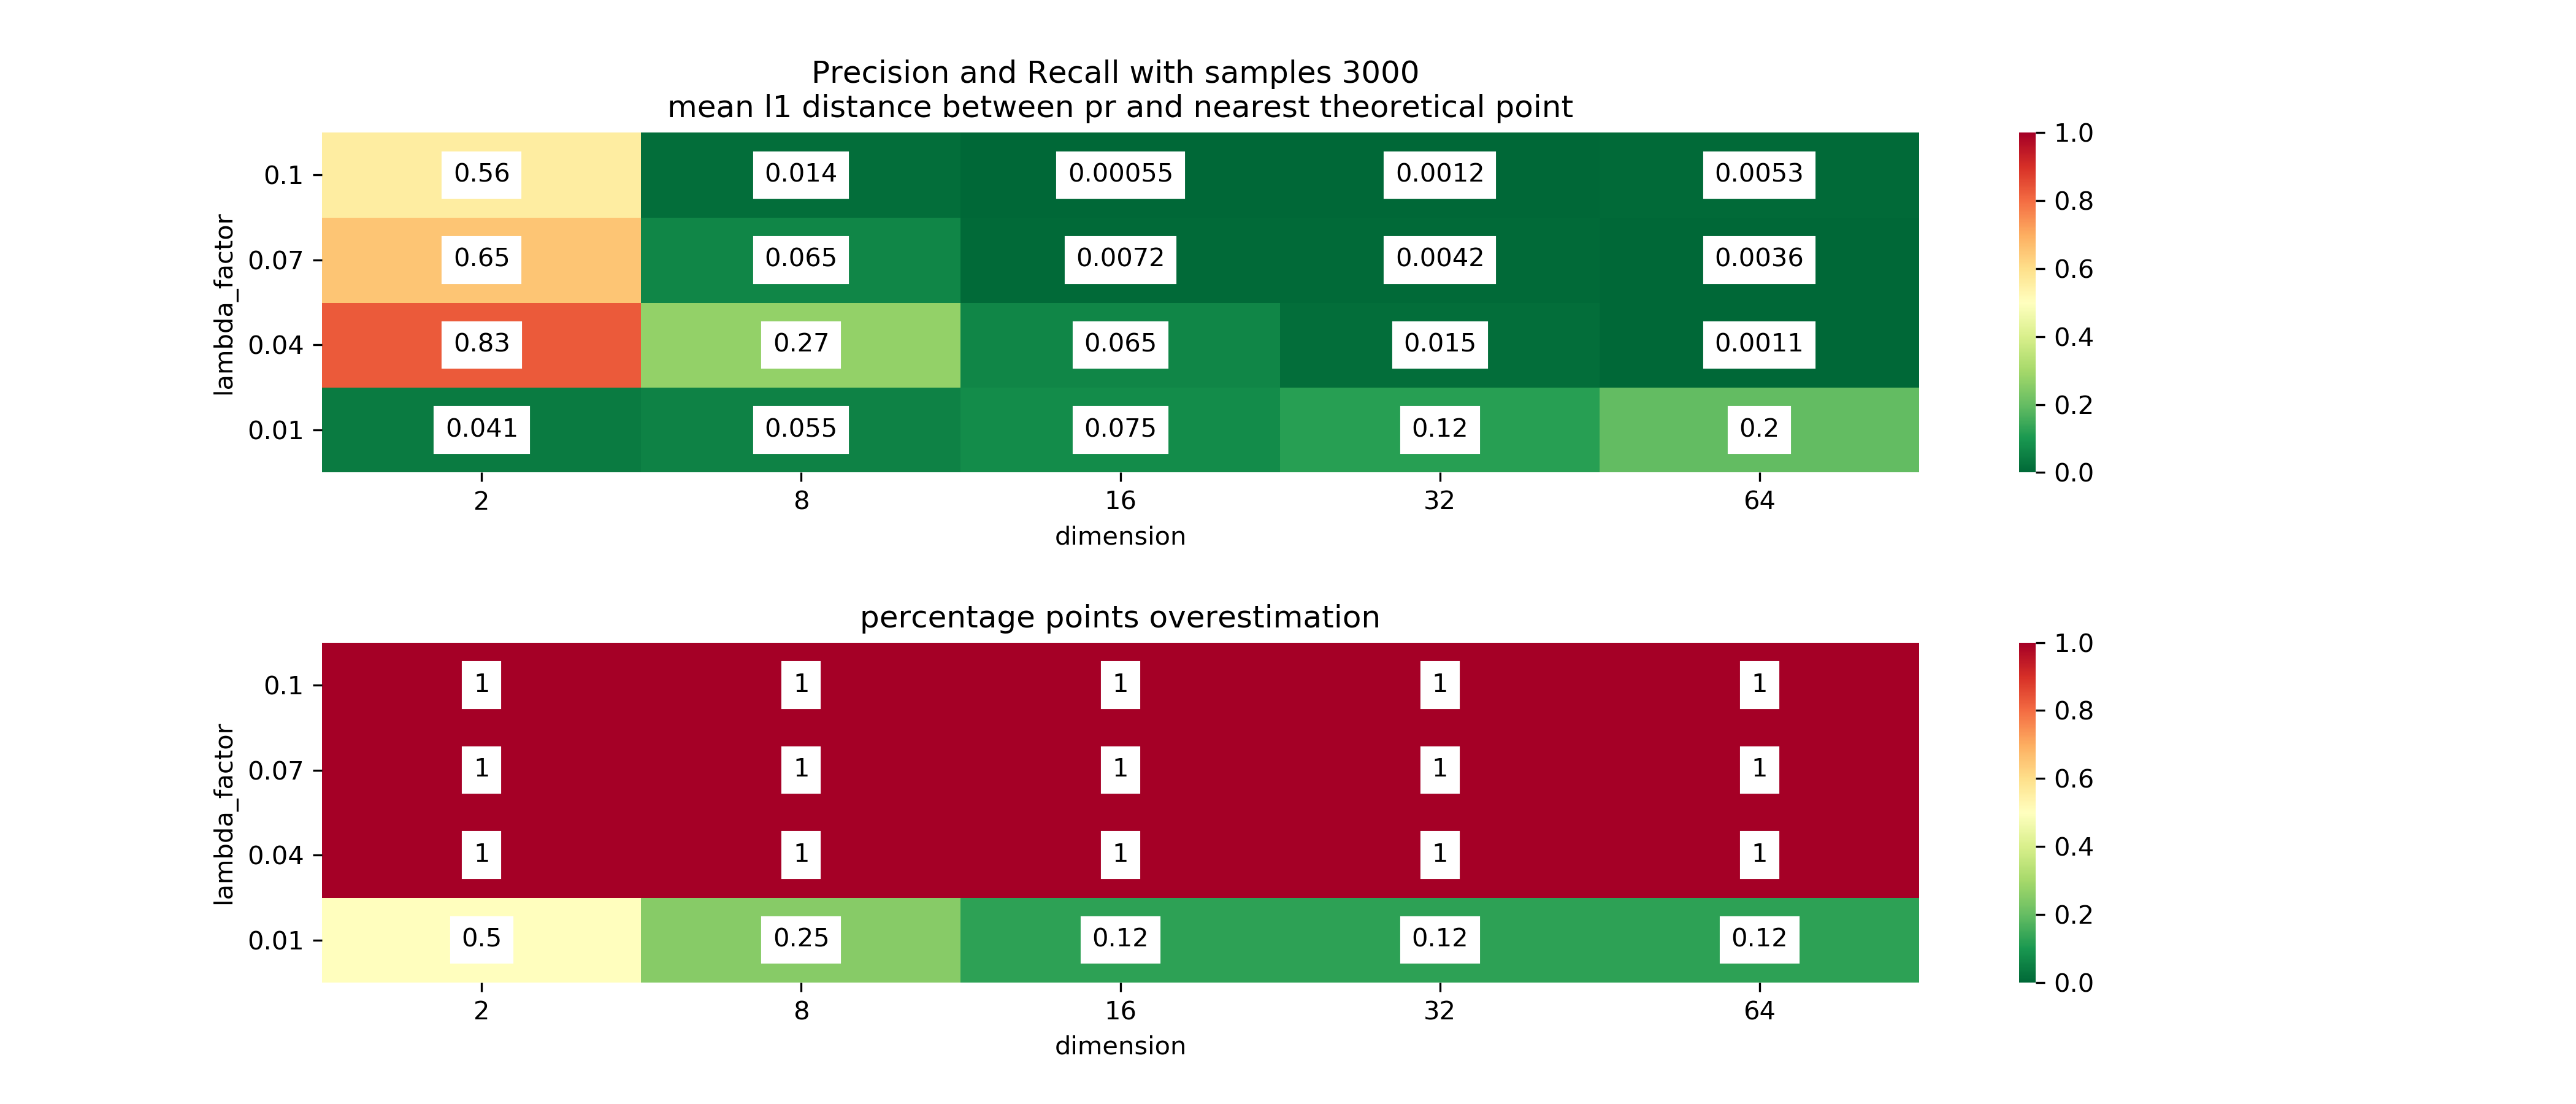 Precision and Recall with samples 3000
mean l1 distance between pr and nearest theoretical point
lambda_factor
0.1 0.56 0.014 0.00055 0.0012 0.0053
0.07 0.65 0.065 0.0072 0.0042 0.0036
0.04 0.83 0.27 0.065 0.015 0.0011
0.01 0.041 0.055 0.075 0.12 0.2
2 8 16 32 64
dimension
1.0
0.8
0.6
0.4
0.2
0.0
percentage points overestimation
lambda_factor
0.1 1 1 1 1 1
0.07 1 1 1 1 1
0.04 1 1 1 1 1
0.01 0.5 0.25 0.12 0.12 0.12
2 8 16 32 64
dimension
1.0
0.8
0.6
0.4
0.2
0.0